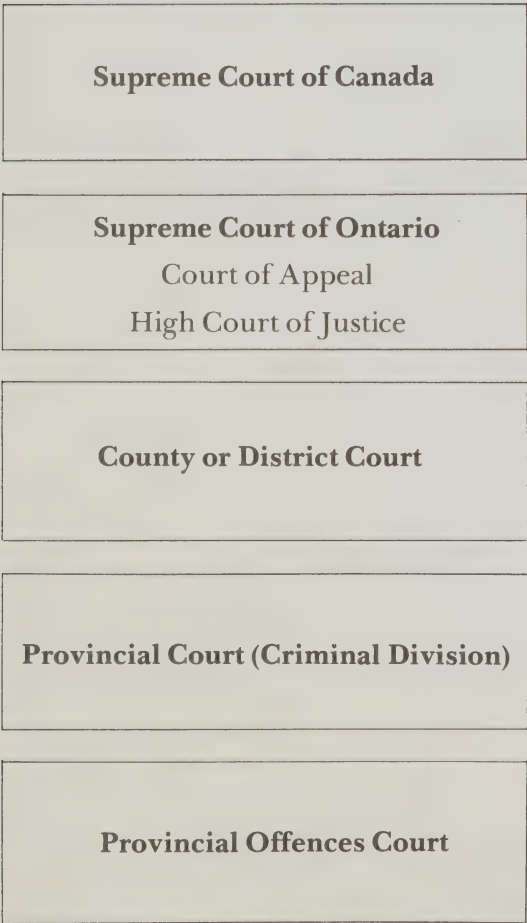 Supreme Court of Canada
Supreme Court of Ontario
Court of Appeal
High Court of Justice
County or District Court
Provincial Court (Criminal Division)
Provincial Offences Court